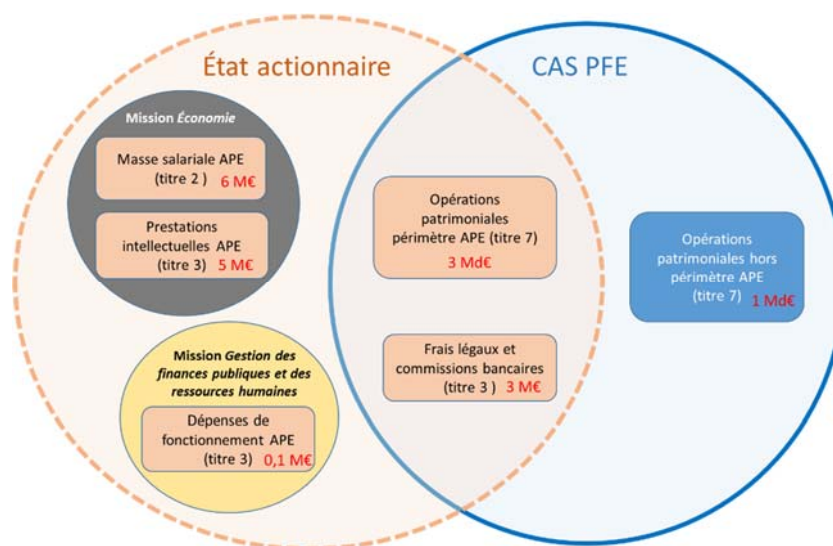 État actionnaire
CAS PFE
Mission Économie
Masse salariale APE
(titre 2 ) 6 M€
Prestations
intellectuelles APE
(titre 3) 5 M€
Mission Gestion des
finances publiques et des
ressources humaines
Dépenses de
fonctionnement APE
(titre 3) 0,1 M€
Opérations
patrimoniales
périmètre APE (titre 7)
3 Md€
Frais légaux et
commissions bancaires
(titre 3 ) 3 M€
Opérations
patrimoniales hors
périmètre APE
(titre 7) 1 Md€